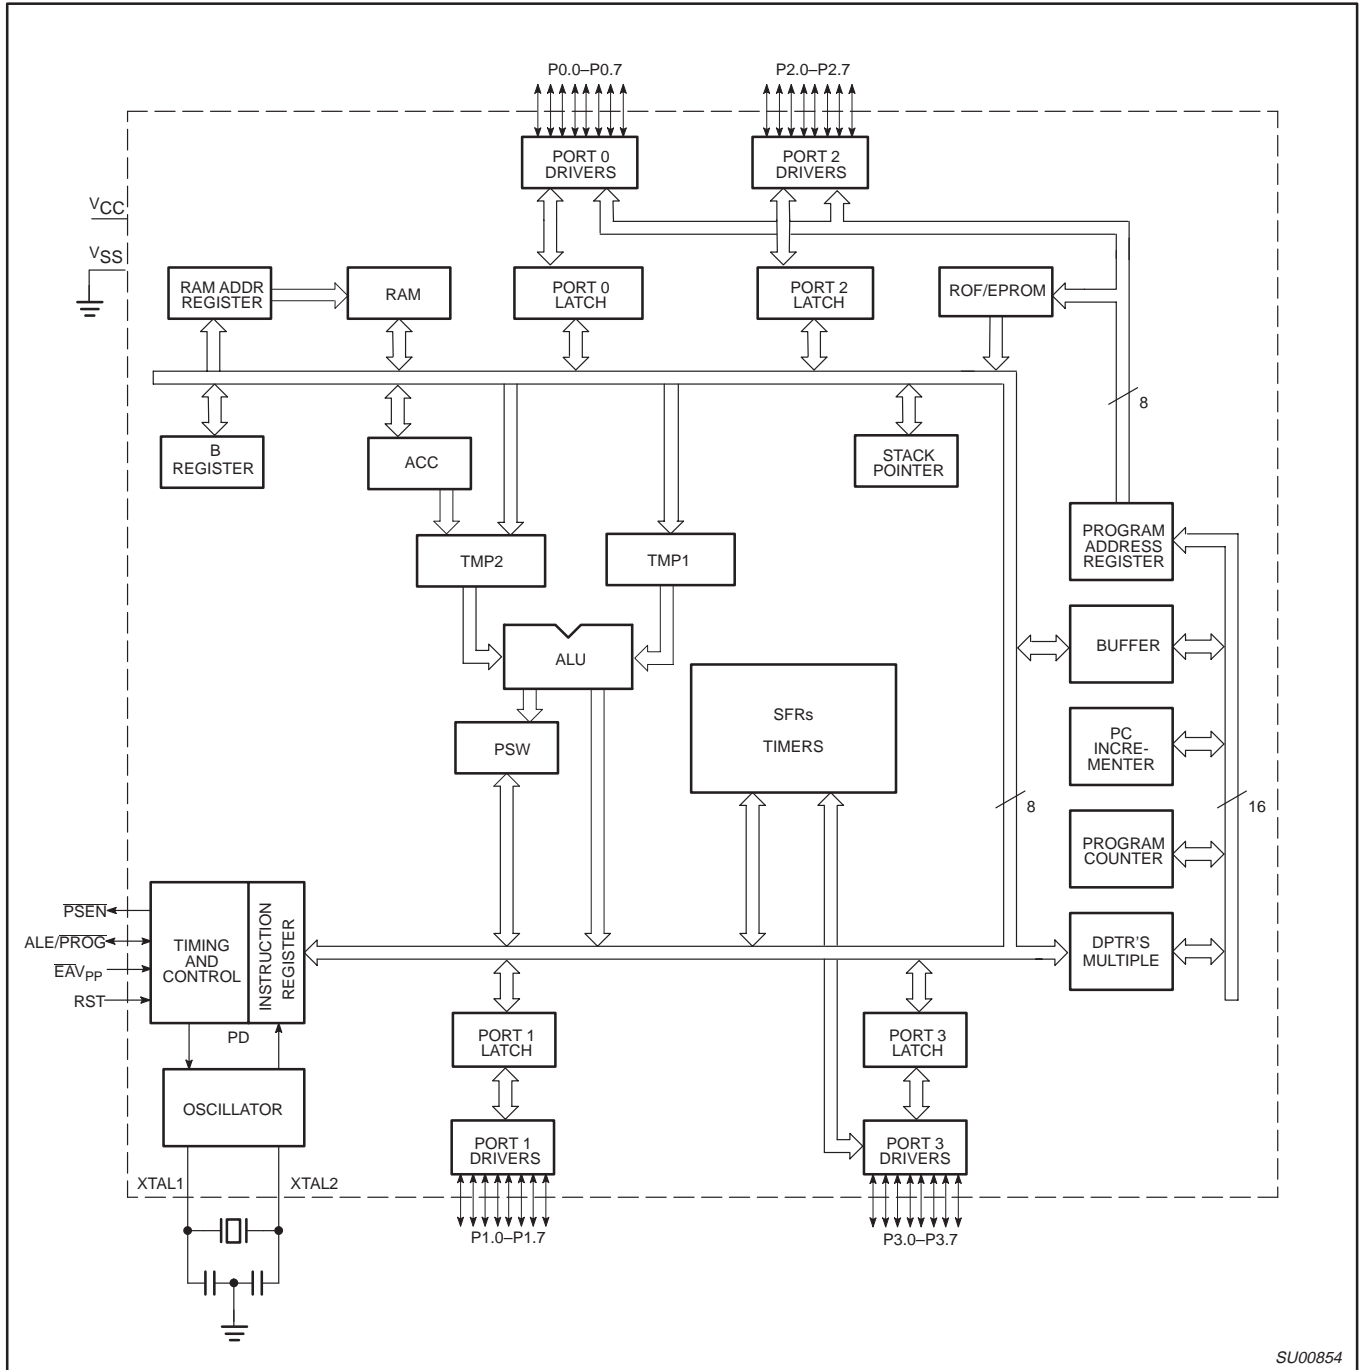 P0.0–P0.7
P2.0–P2.7
PORT 0
DRIVERS
PORT 2
DRIVERS
VCC
VSS
RAM ADDR
REGISTER
RAM
PORT 0
LATCH
PORT 2
LATCH
ROF/EPROM
8
B
REGISTER
ACC
STACK
POINTER
TMP2
TMP1
PROGRAM
ADDRESS
REGISTER
ALU
BUFFER
SFRs
TIMERS
PSW
PC
INCRE-
MENTER
8
16
PROGRAM
COUNTER
PSEN
ALE/PROG
EAVPP
RST
TIMING
AND
CONTROL
INSTRUCTION
REGISTER
DPTR'S
MULTIPLE
PD
PORT 1
LATCH
PORT 3
LATCH
OSCILLATOR
PORT 1
DRIVERS
PORT 3
DRIVERS
XTAL1
XTAL2
P1.0–P1.7
P3.0–P3.7
SU00854